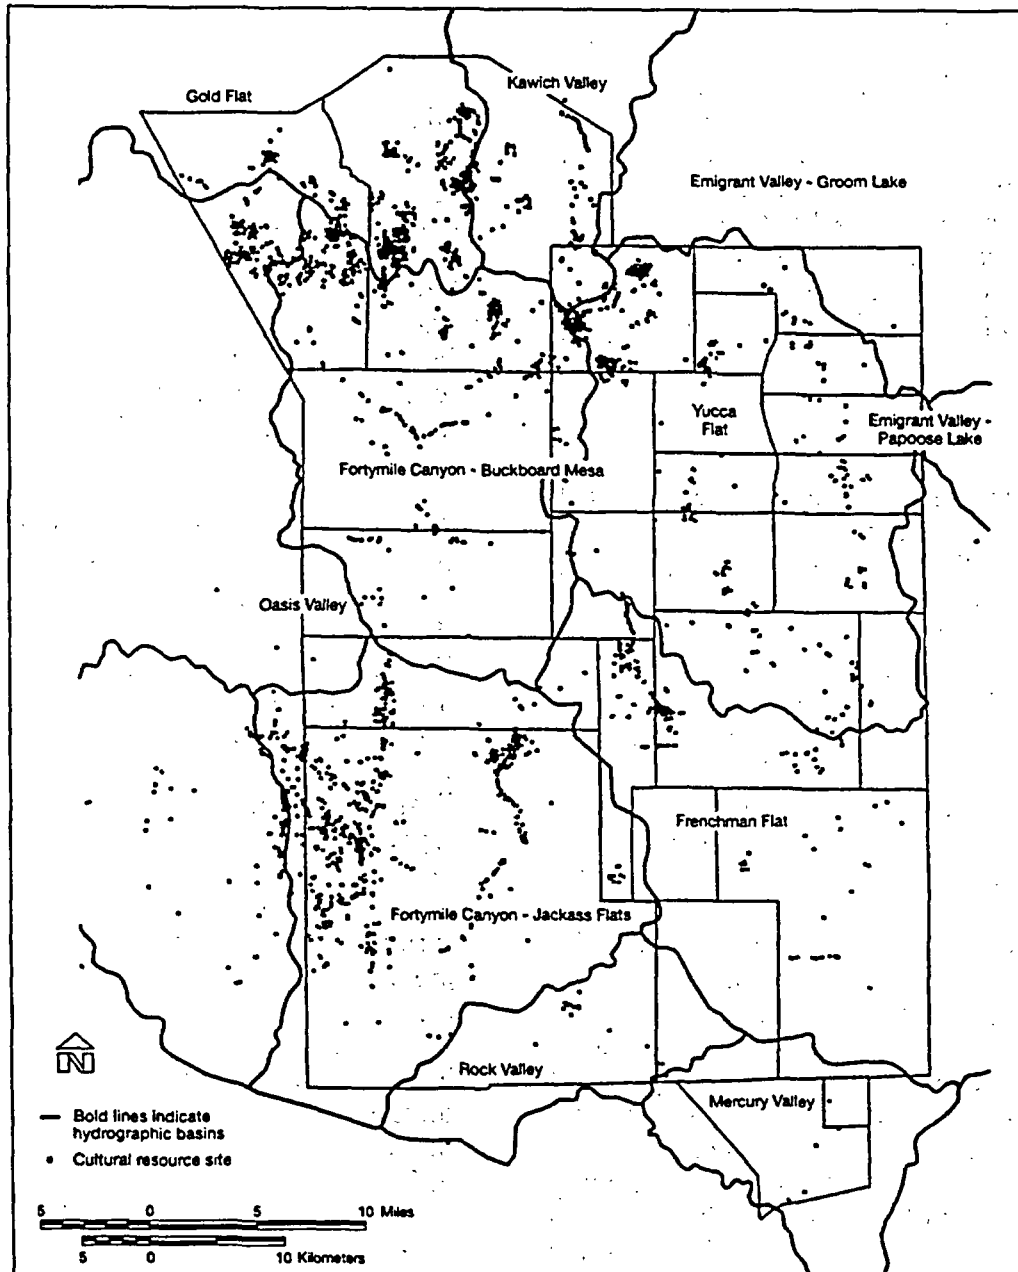 Gold Flat
Kawich Valley
Emigrant Valley - Groom Lake
Yucca
Flat
Emigrant Valley -
Papoose Lake
Fortymile Canyon - Buckboard Mesa
Oasis Valley
Frenchman Flat
Fortymile Canyon - Jackass Flats
Rock Valley
Mercury Valley
N
Bold lines indicate
hydrographic basins
Cultural resource site
5 0 5 10 Miles
5 0 10 Kilometers